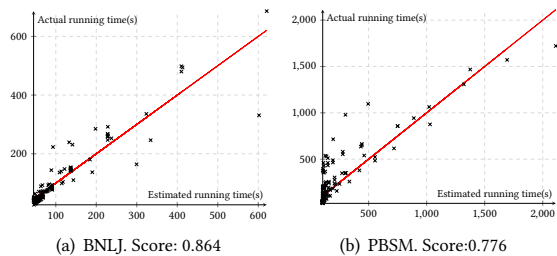 Actual running time(s)
600
400
200
Estimated running time(s)
100 200 300 400 500 600
(a) BNLJ. Score: 0.864
Actual running time(s)
2,000
1,500
1,000
500
Estimated running time(s)
500 1,000 1,500 2,000
(b) PBSM. Score:0.776